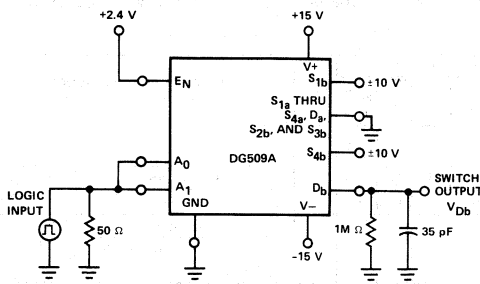 +2.4 V
+15 V
V+
EN
S1b
±10 V
S1a THRU
S4a, Da,
S2b, AND S3b
A0
DG509A
S4b
±10 V
LOGIC
INPUT
A1
GND
Db
SWITCH
OUTPUT
VDb
50 Ω
V−
1M Ω
35 pF
-15 V